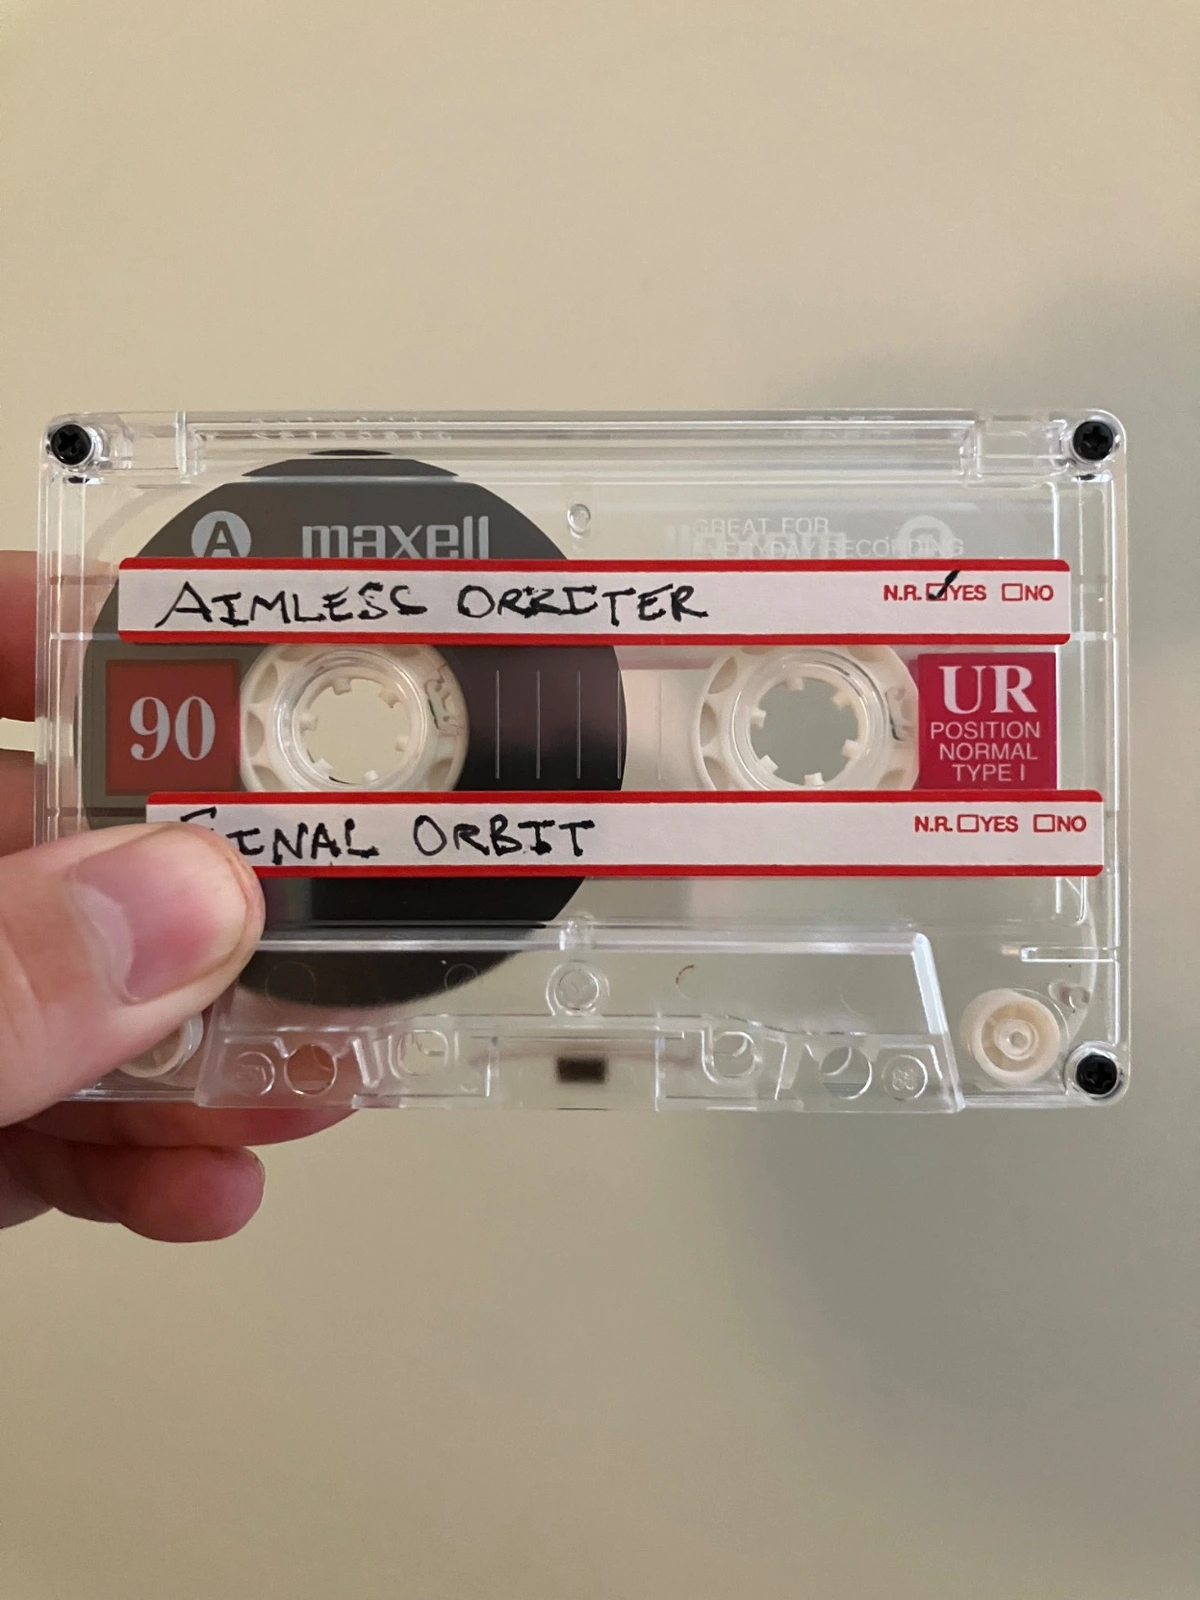 A maxell
GREAT FOR
EVERYDAY RECORDING
AIMLESS ORBITER N.R. YES NO
90
UR
POSITION
NORMAL
TYPE I
FINAL ORBIT N.R. YES NO